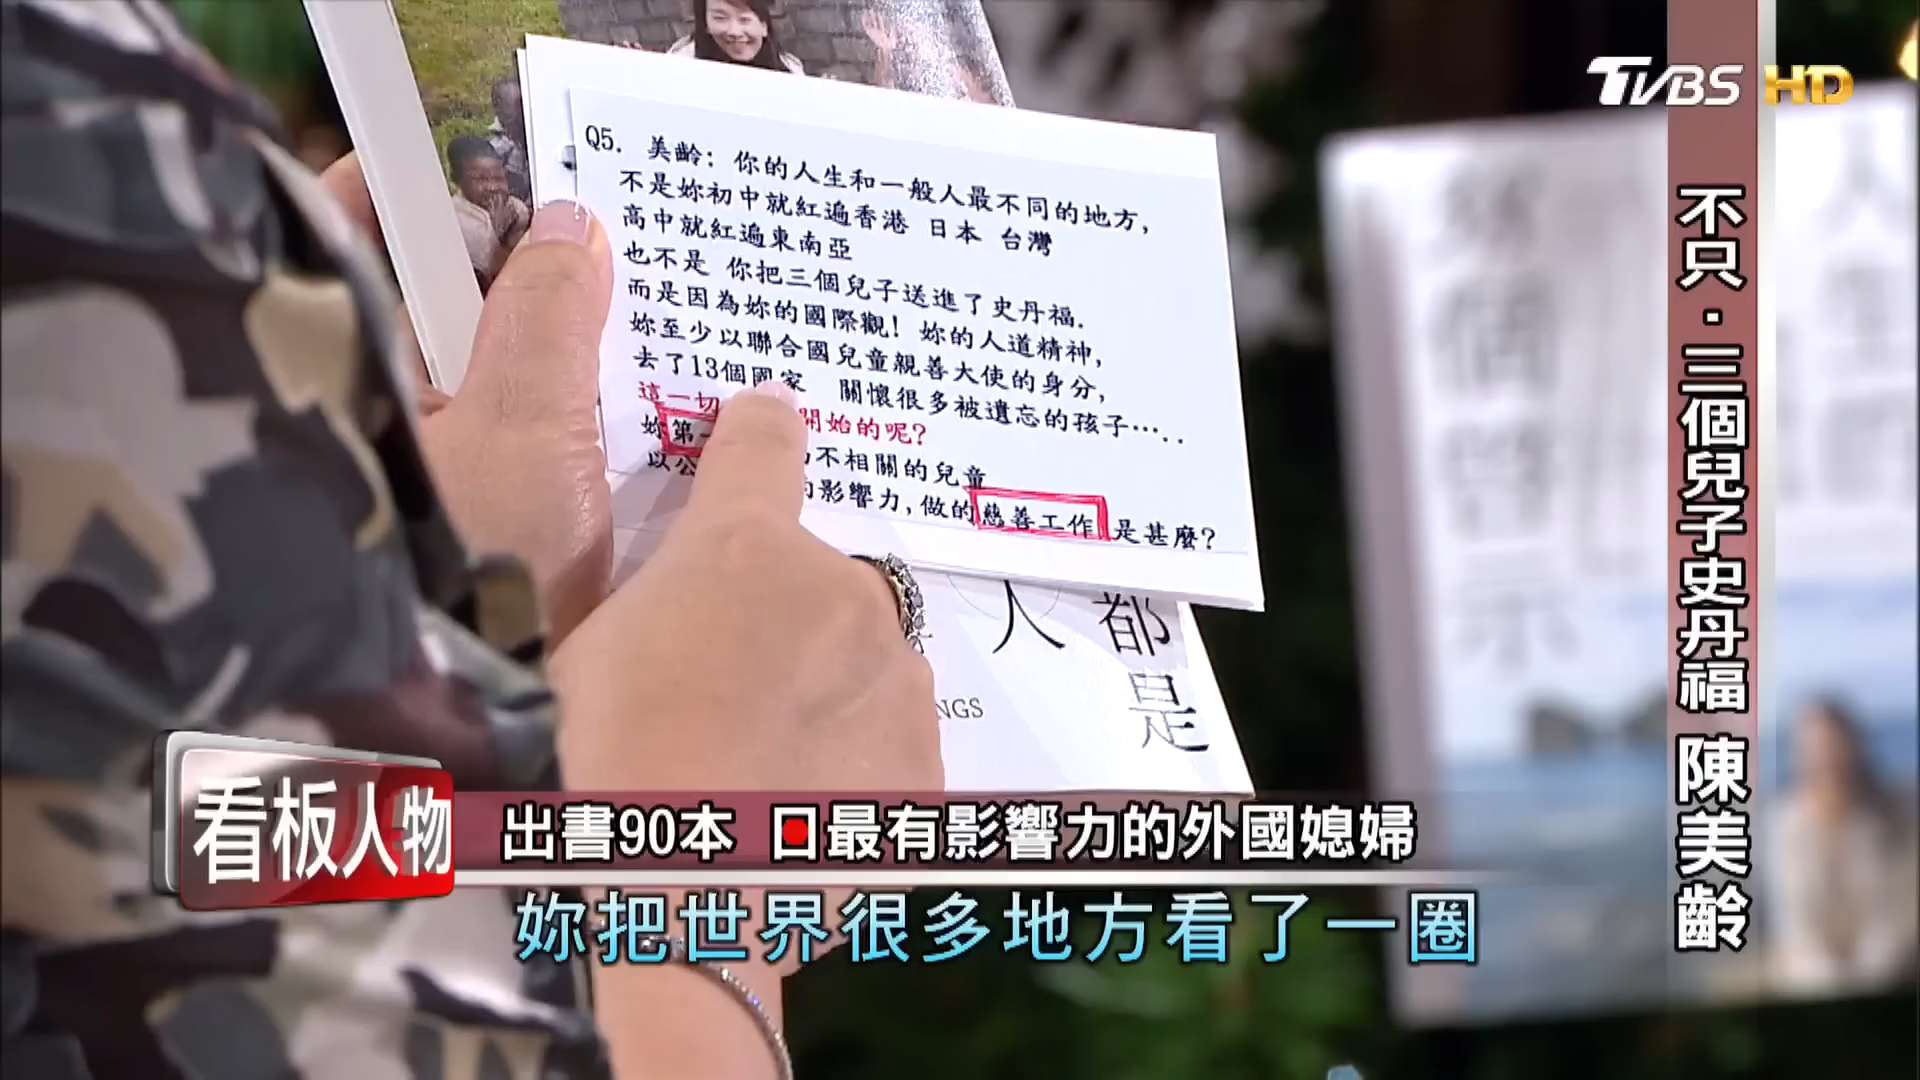 TVBS HD
Q5. 美齡：你的人生和一般人最不同的地方，
不是妳初中就紅遍香港 日本 台灣
高中就紅遍東南亞
也不是 你把三個兒子送進了史丹福.
而是因為妳的國際觀！妳的人道精神，
妳至少以聯合國兒童親善大使的身分，
去了13個國家 關懷很多被遺忘的孩子…..
這一切 開始的呢？
妳第一 不相關的兒童
以公 的影響力,做的慈善工作是甚麼？
人
都是
NGS
不只．三個兒子史丹福 陳美齡
看板人物
出書90本 日最有影響力的外國媳婦
妳把世界很多地方看了一圈